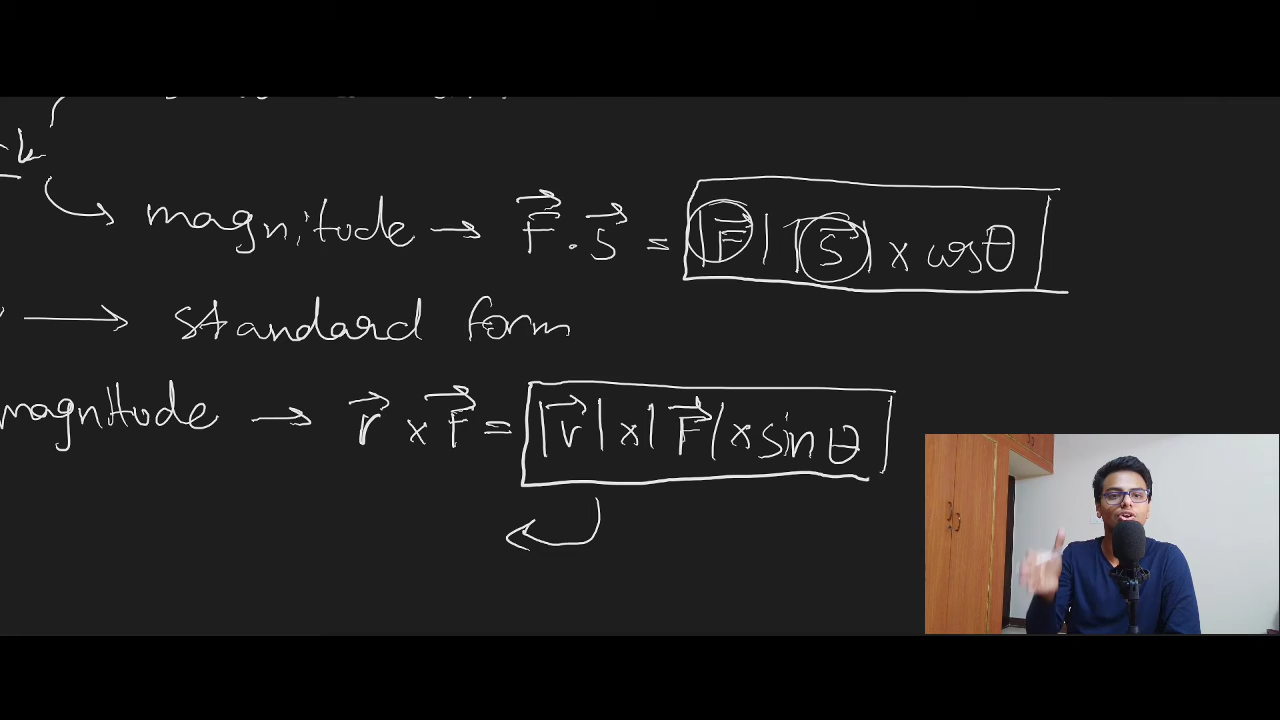 magnitude → F⃗ . S⃗ = |F⃗| |S⃗| x cosθ
→ standard form
magnitude → r⃗ x F⃗ = |r⃗| x | F⃗ | x sinθ